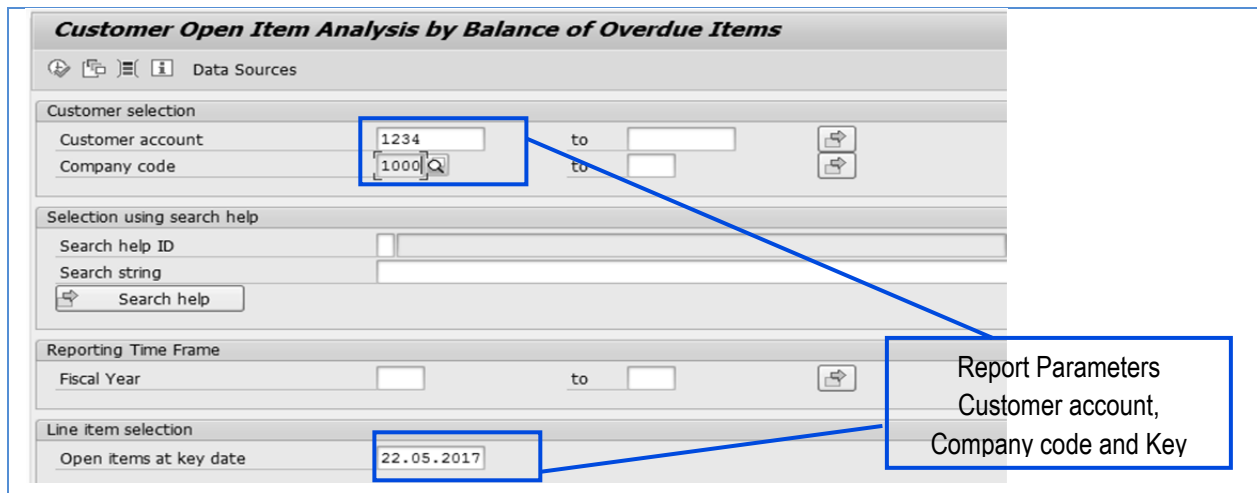 Customer Open Item Analysis by Balance of Overdue Items
Data Sources
Customer selection
Customer account 1234 to
Company code 1000 to
Selection using search help
Search help ID
Search string
Search help
Reporting Time Frame
Fiscal Year to
Line item selection
Open items at key date 22.05.2017
Report Parameters
Customer account,
Company code and Key